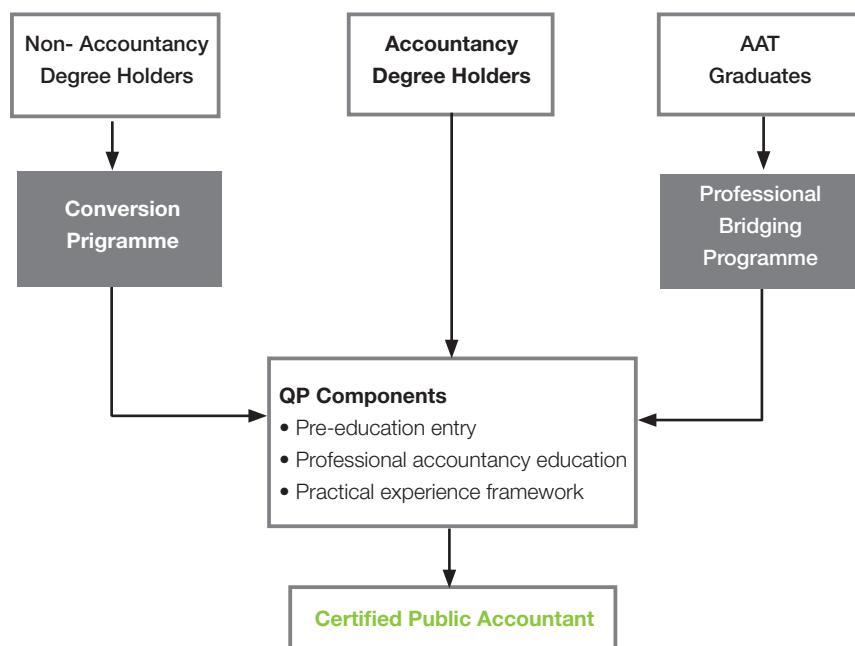 Non- Accountancy
Degree Holders
Accountancy
Degree Holders
AAT
Graduates
Conversion
Prigramme
Professional
Bridging
Programme
QP Components
• Pre-education entry
• Professional accountancy education
• Practical experience framework
Certified Public Accountant